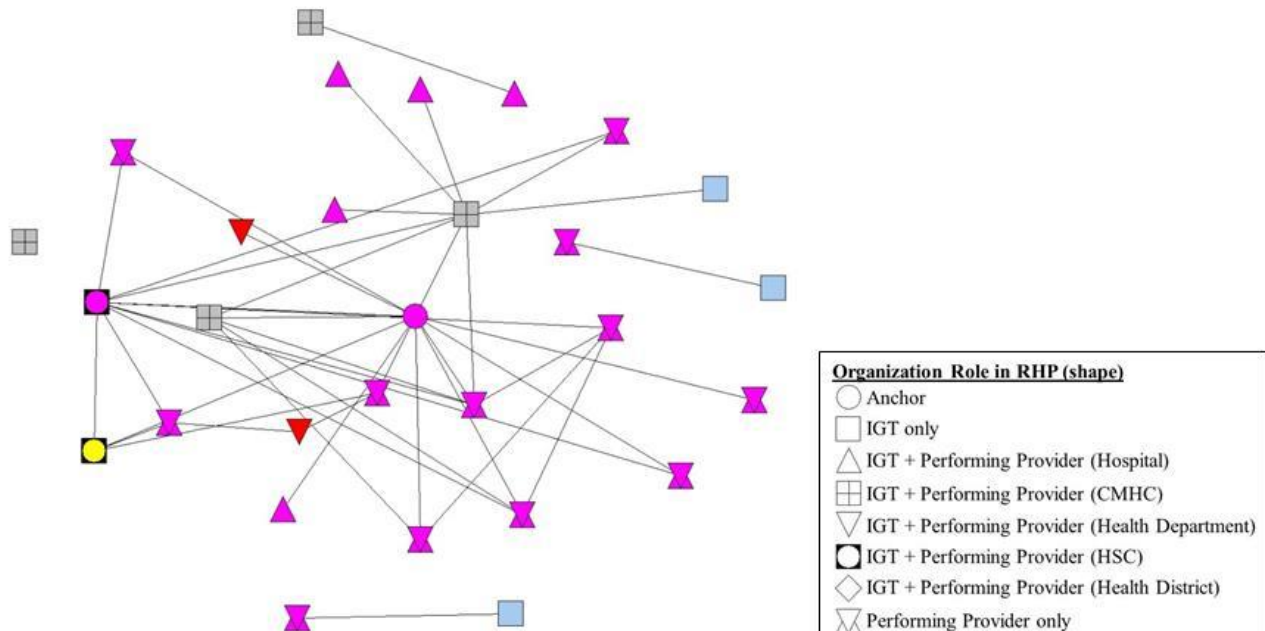 Organization Role in RHP (shape)
Anchor
IGT only
IGT + Performing Provider (Hospital)
IGT + Performing Provider (CMHC)
IGT + Performing Provider (Health Department)
IGT + Performing Provider (HSC)
IGT + Performing Provider (Health District)
Performing Provider only